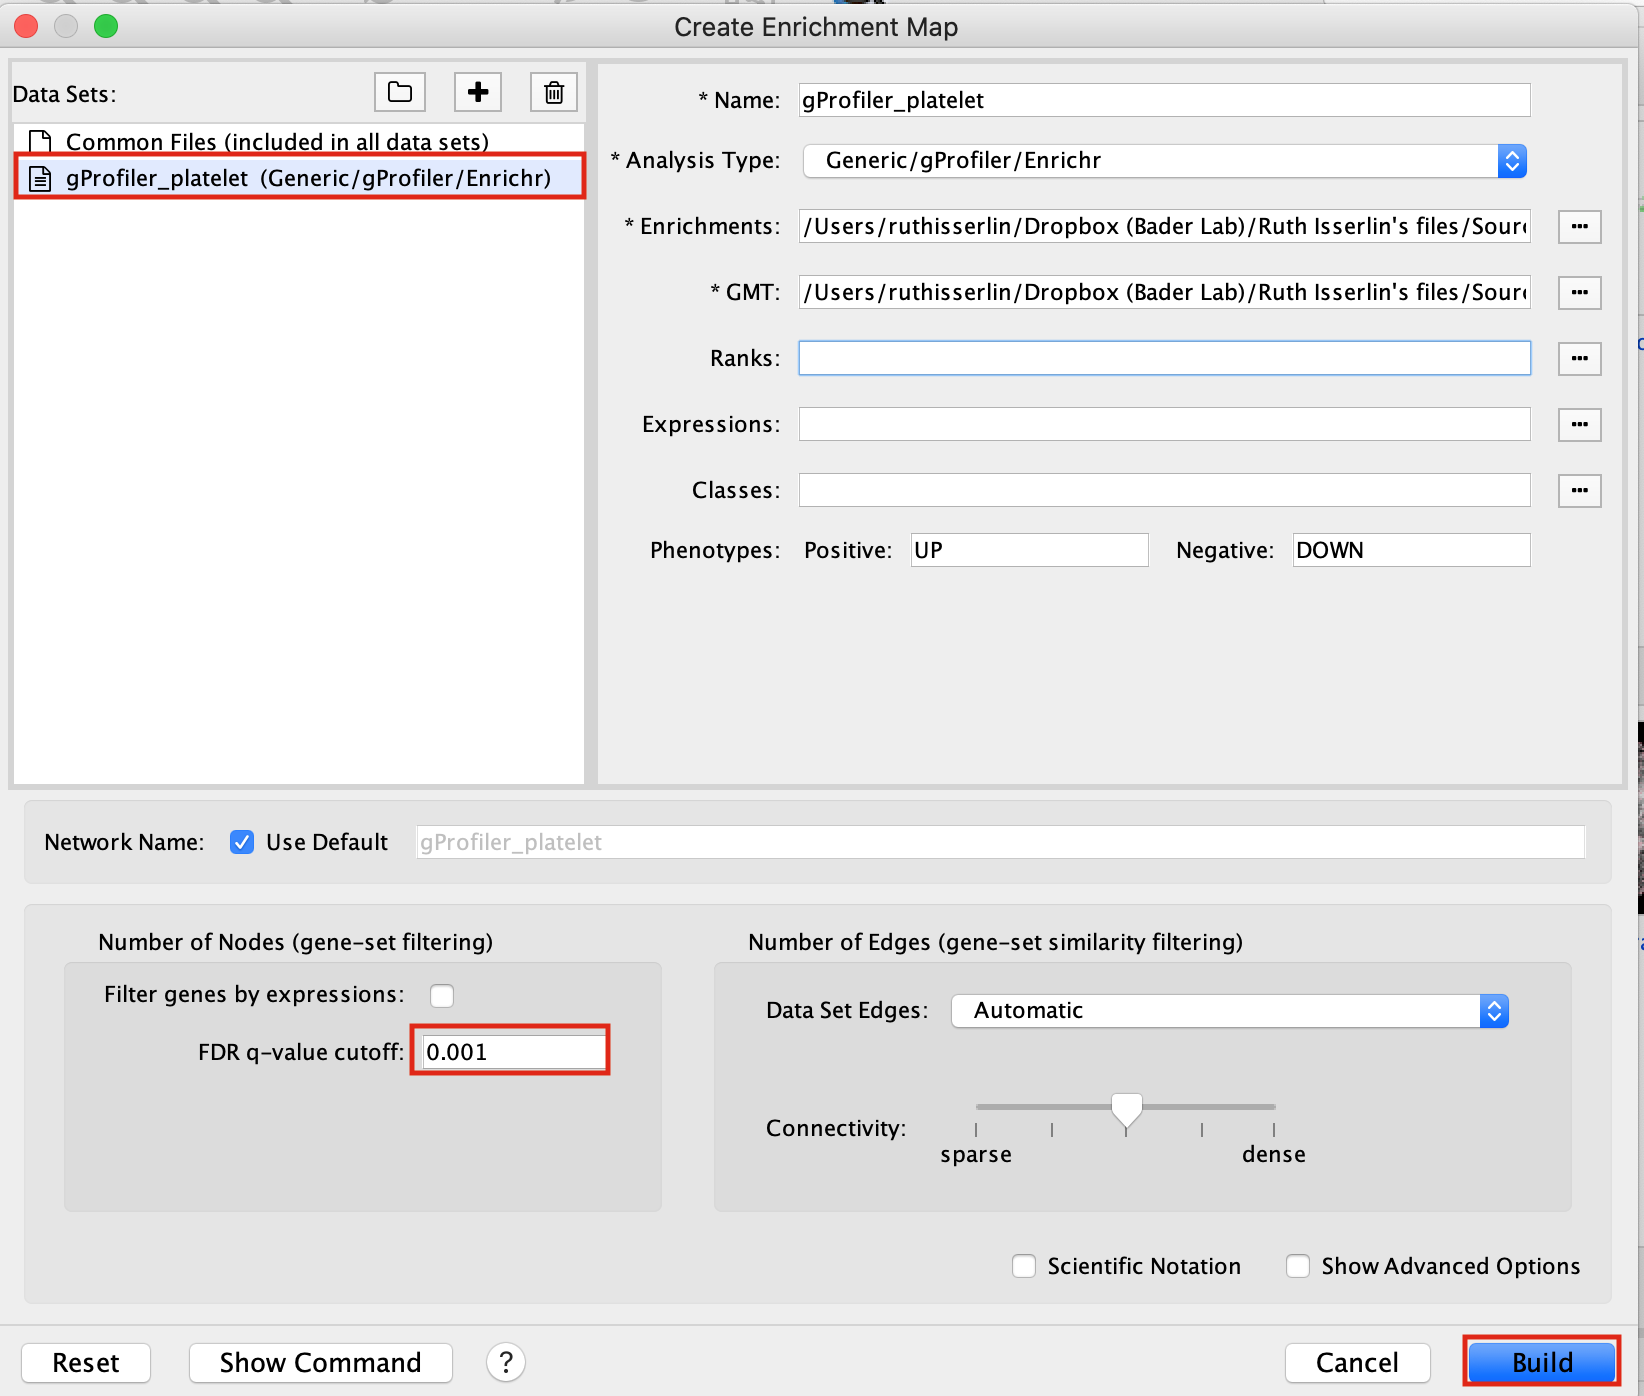 Create Enrichment Map
Data Sets:
Common Files (included in all data sets)
gProfiler_platelet (Generic/gProfiler/Enrichr)
* Name: gProfiler_platelet
* Analysis Type: Generic/gProfiler/Enrichr
* Enrichments: /Users/ruthisserlin/Dropbox (Bader Lab)/Ruth Isserlin's files/Sour
* GMT: /Users/ruthisserlin/Dropbox (Bader Lab)/Ruth Isserlin's files/Sour
Ranks:
Expressions:
Classes:
Phenotypes: Positive: UP Negative: DOWN
Network Name: Use Default gProfiler_platelet
Number of Nodes (gene-set filtering)
Filter genes by expressions:
FDR q-value cutoff: 0.001
Number of Edges (gene-set similarity filtering)
Data Set Edges: Automatic
Connectivity:
sparse dense
Scientific Notation Show Advanced Options
Reset Show Command ? Cancel Build